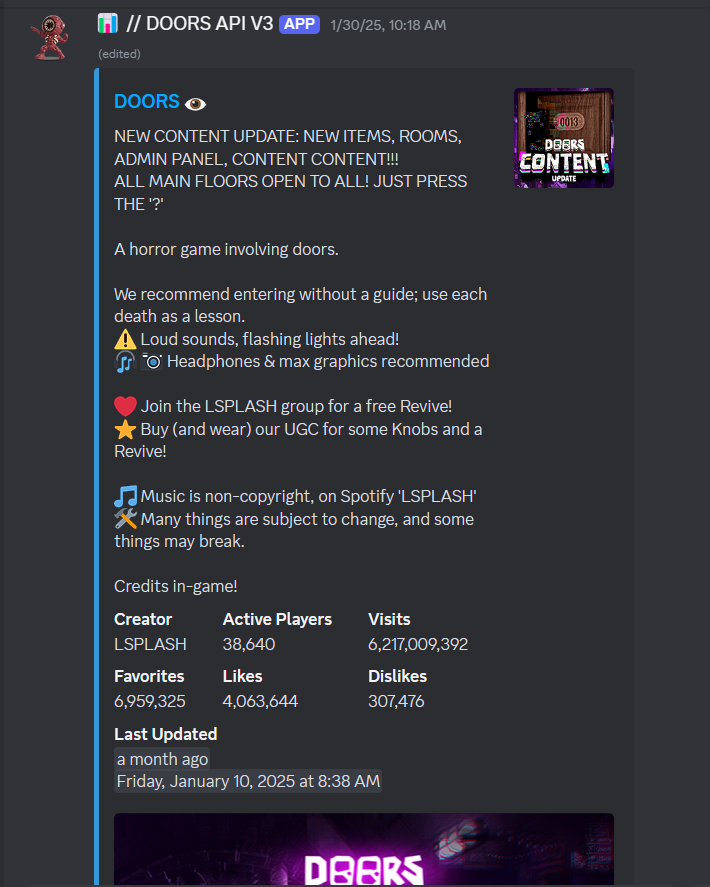 // DOORS API V3 APP 1/30/25, 10:18 AM
(edited)
DOORS
0013
DOORS
CONTENT
UPDATE
NEW CONTENT UPDATE: NEW ITEMS, ROOMS,
ADMIN PANEL, CONTENT CONTENT!!!
ALL MAIN FLOORS OPEN TO ALL! JUST PRESS
THE '?'
A horror game involving doors.
We recommend entering without a guide; use each
death as a lesson.
⚠️ Loud sounds, flashing lights ahead!
🎧 📷 Headphones & max graphics recommended
❤️ Join the LSPLASH group for a free Revive!
⭐ Buy (and wear) our UGC for some Knobs and a
Revive!
🎵 Music is non-copyright, on Spotify 'LSPLASH'
🛠️ Many things are subject to change, and some
things may break.
Credits in-game!
Creator Active Players Visits
LSPLASH 38,640 6,217,009,392
Favorites Likes Dislikes
6,959,325 4,063,644 307,476
Last Updated
a month ago
Friday, January 10, 2025 at 8:38 AM
DOORS